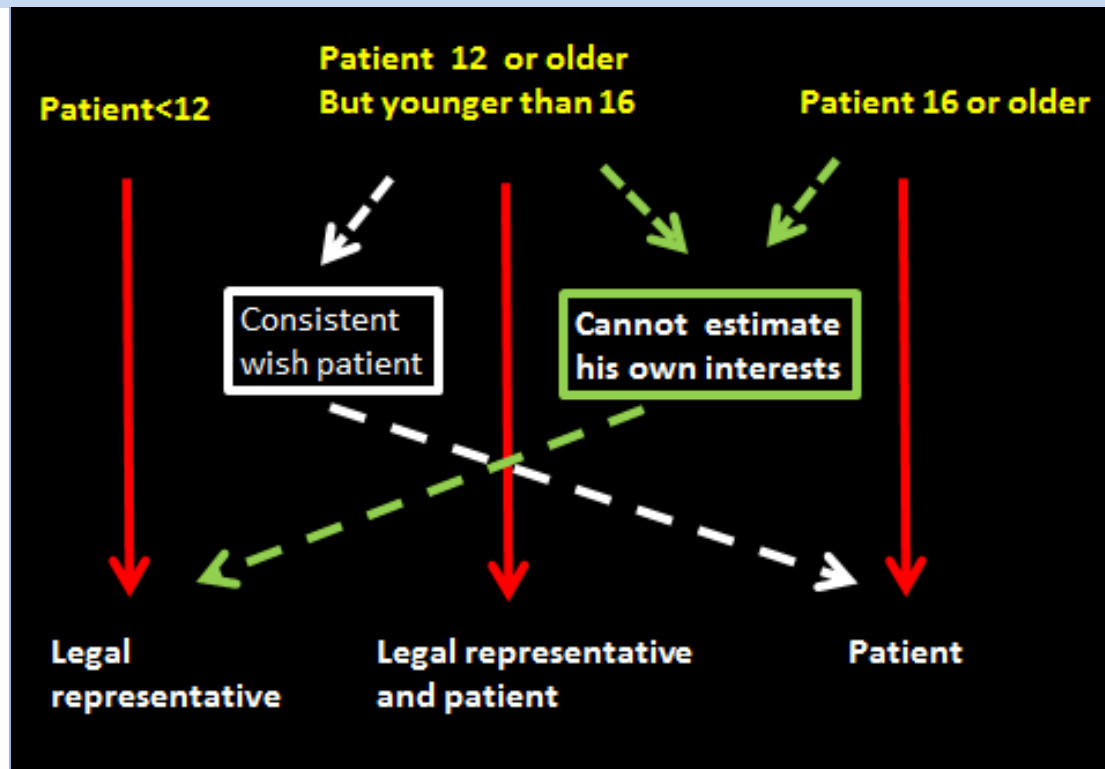 Patient<12
Patient 12 or older
But younger than 16
Patient 16 or older
Consistent
wish patient
Cannot estimate
his own interests
Legal
representative
Legal representative
and patient
Patient